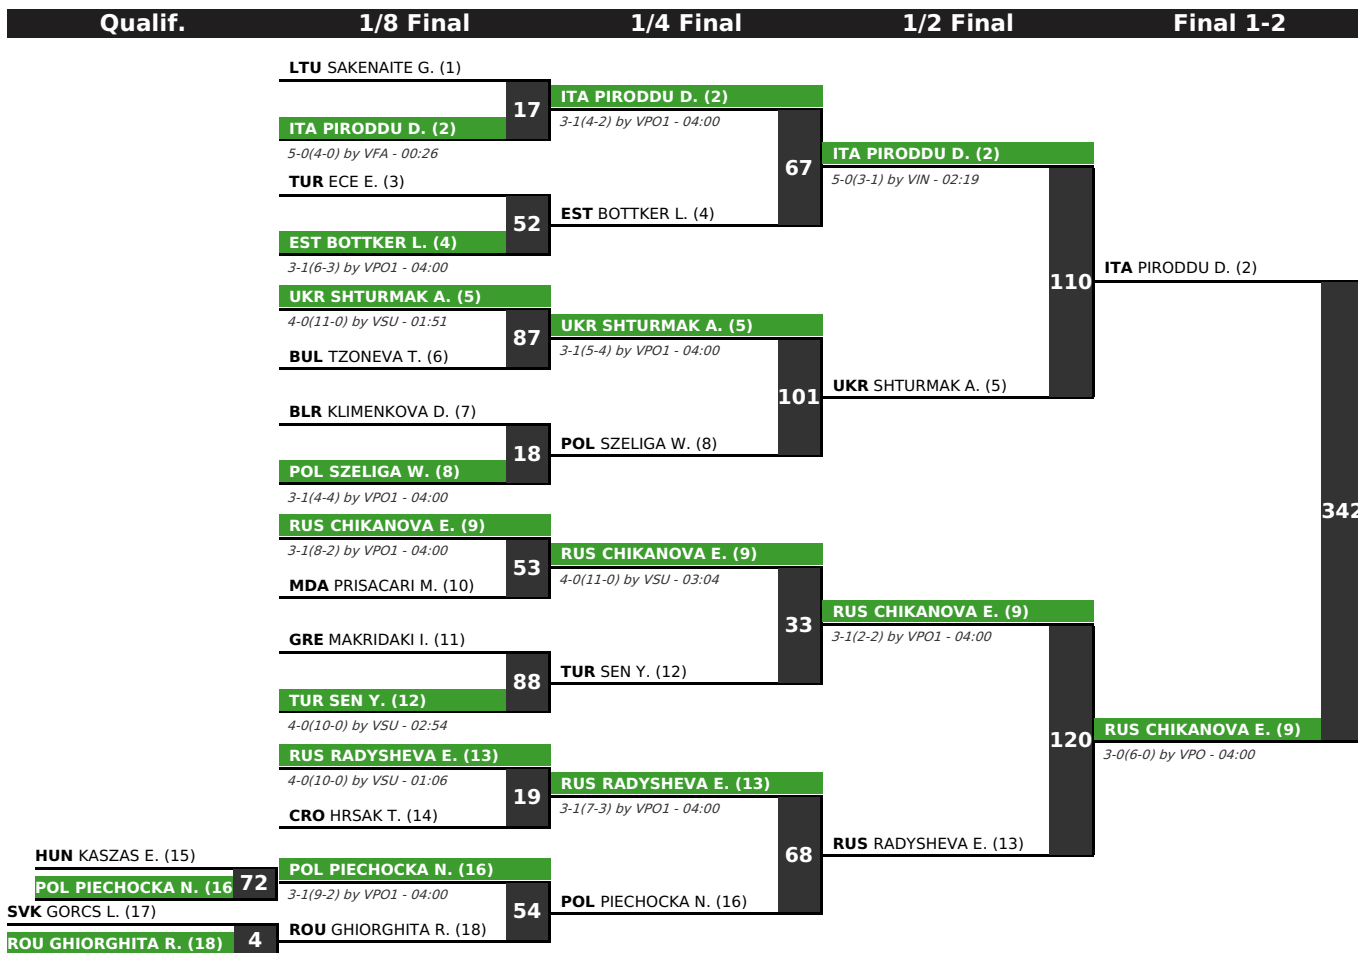 Qualif. 1/8 Final 1/4 Final 1/2 Final Final 1-2
LTU SAKENAITE G. (1)
17
ITA PIRODDU D. (2)
5-0(4-0) by VFA - 00:26
TUR ECE E. (3)
52
EST BOTTKER L. (4)
3-1(6-3) by VPO1 - 04:00
UKR SHTURMAK A. (5)
4-0(11-0) by VSU - 01:51
87
BUL TZONEVA T. (6)
BLR KLIMENKOVA D. (7)
18
POL SZELIGA W. (8)
3-1(4-4) by VPO1 - 04:00
RUS CHIKANOVA E. (9)
3-1(8-2) by VPO1 - 04:00
53
MDA PRISACARI M. (10)
GRE MAKRIDAKI I. (11)
88
TUR SEN Y. (12)
4-0(10-0) by VSU - 02:54
RUS RADYSHEVA E. (13)
4-0(10-0) by VSU - 01:06
19
CRO HRSAK T. (14)
HUN KASZAS E. (15)
72
POL PIECHOCKA N. (16
SVK GORCS L. (17)
4
ROU GHIORGHITA R. (18)
POL PIECHOCKA N. (16)
3-1(9-2) by VPO1 - 04:00
54
ROU GHIORGHITA R. (18)
ITA PIRODDU D. (2)
3-1(4-2) by VPO1 - 04:00
67
EST BOTTKER L. (4)
UKR SHTURMAK A. (5)
3-1(5-4) by VPO1 - 04:00
101
POL SZELIGA W. (8)
RUS CHIKANOVA E. (9)
4-0(11-0) by VSU - 03:04
33
TUR SEN Y. (12)
RUS RADYSHEVA E. (13)
3-1(7-3) by VPO1 - 04:00
68
POL PIECHOCKA N. (16)
ITA PIRODDU D. (2)
5-0(3-1) by VIN - 02:19
110
UKR SHTURMAK A. (5)
RUS CHIKANOVA E. (9)
3-1(2-2) by VPO1 - 04:00
120
RUS RADYSHEVA E. (13)
ITA PIRODDU D. (2)
342
RUS CHIKANOVA E. (9)
3-0(6-0) by VPO - 04:00